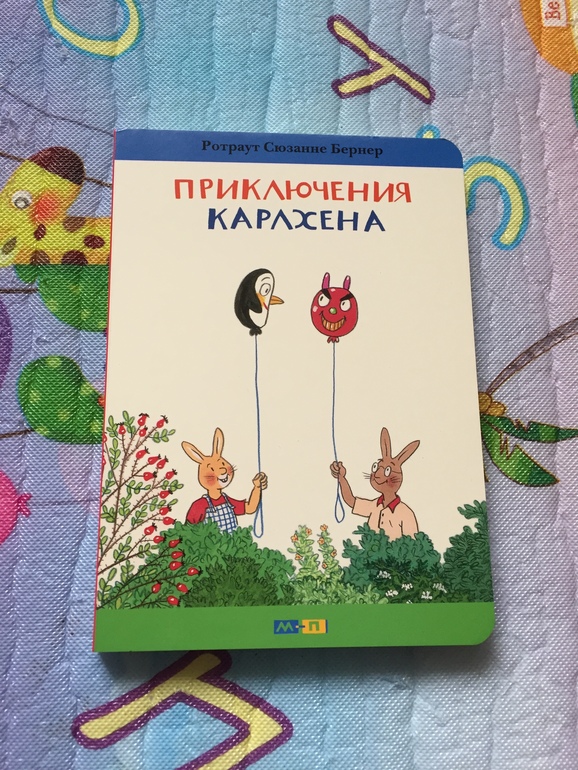 Ротраут Сюзанне Бернер
ПРИКЛЮЧЕНИЯ
КАРЛХЕНА
М-П